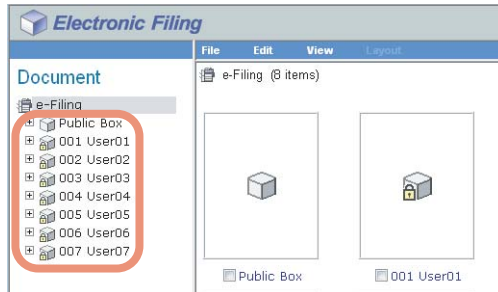 Electronic Filing
File Edit View Layout
Document
e-Filing (8 items)
e-Filing
Public Box
001 User01
002 User02
003 User03
004 User04
005 User05
006 User06
007 User07
Public Box
001 User01